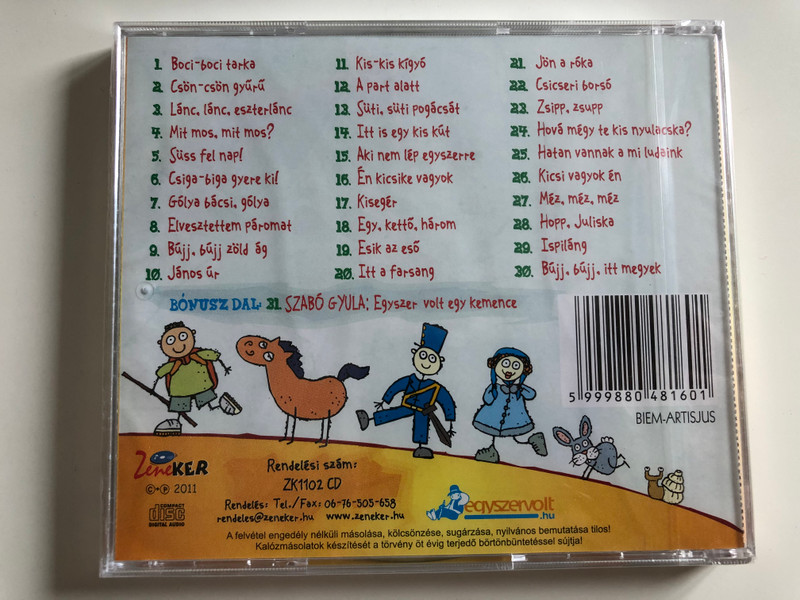 1. Boci-boci tarka
2. Csön-csön gyűrű
3. Lánc, lánc, eszterlánc
4. Mit mos, mit mos?
5. Süss fel nap!
6. Csiga-biga gyere ki!
7. Gólya bácsi, gólya
8. Elvesztettem páromat
9. Bújj, bújj zöld ág
10. János úr
11. Kis-kis kígyó
12. A part alatt
13. Süti, süti pogácsát
14. Itt is egy kis kút
15. Aki nem lép egyszerre
16. Én kicsike vagyok
17. Kisegér
18. Egy, kettő, három
19. Esik az eső
20. Itt a farsang
21. Jön a róka
22. Csicseri borsó
23. Zsipp, zsupp
24. Hová mégy te kis nyulacska?
25. Hatan vannak a mi ludaink
26. Kicsi vagyok én
27. Méz, méz, méz
28. Hopp, Juliska
29. Ispiláng
30. Bújj, bújj, itt megyek
BÓNUSZ DAL: 31. SZABÓ GYULA: Egyszer volt egy kemence
5 999880 481601
BIEM-ARTISJUS
ZeneKER
©+℗ 2011
COMPACT
disc
DIGITAL AUDIO
Rendelési szám:
ZK1102 CD
Rendelés: Tel./Fax: 06-76-505-658
rendeles@zeneker.hu www.zeneker.hu
egyszervolt
.hu
A felvétel engedély nélküli másolása, kölcsönzése, sugárzása, nyilvános bemutatása tilos!
Kalózmásolatok készítését a törvény öt évig terjedő börtönbüntetéssel sújtja!